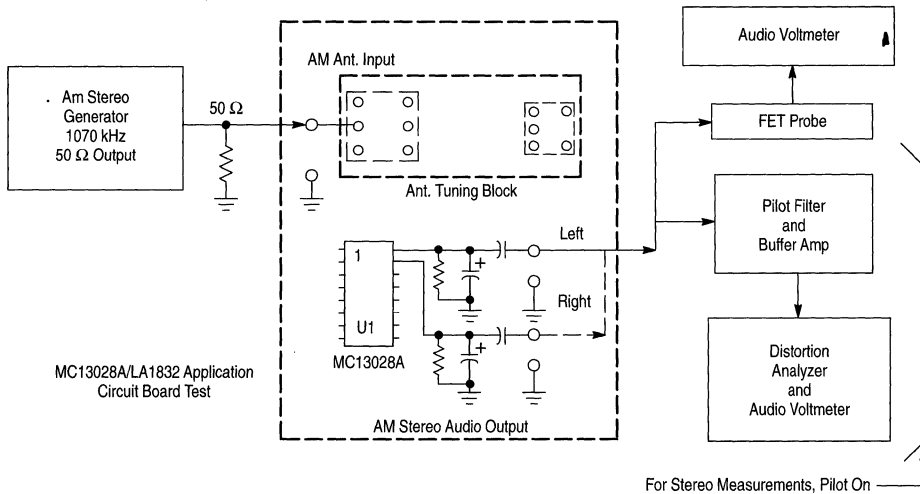 Am Stereo
Generator
1070 kHz
50 Ω Output
50 Ω
AM Ant. Input
Ant. Tuning Block
Audio Voltmeter
FET Probe
Pilot Filter
and
Buffer Amp
Left
Right
1
U1
MC13028A
+
+
Distortion
Analyzer
and
Audio Voltmeter
MC13028A/LA1832 Application
Circuit Board Test
AM Stereo Audio Output
For Stereo Measurements, Pilot On